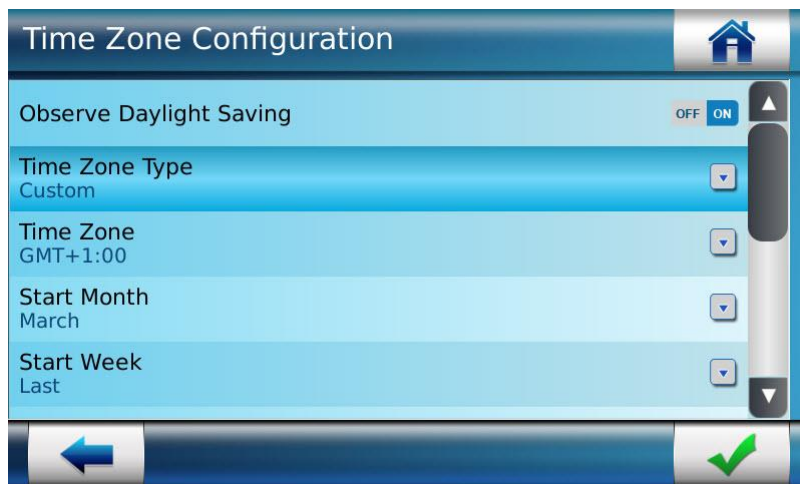 Time Zone Configuration
Observe Daylight Saving
OFF ON
Time Zone Type
Custom
Time Zone
GMT+1:00
Start Month
March
Start Week
Last